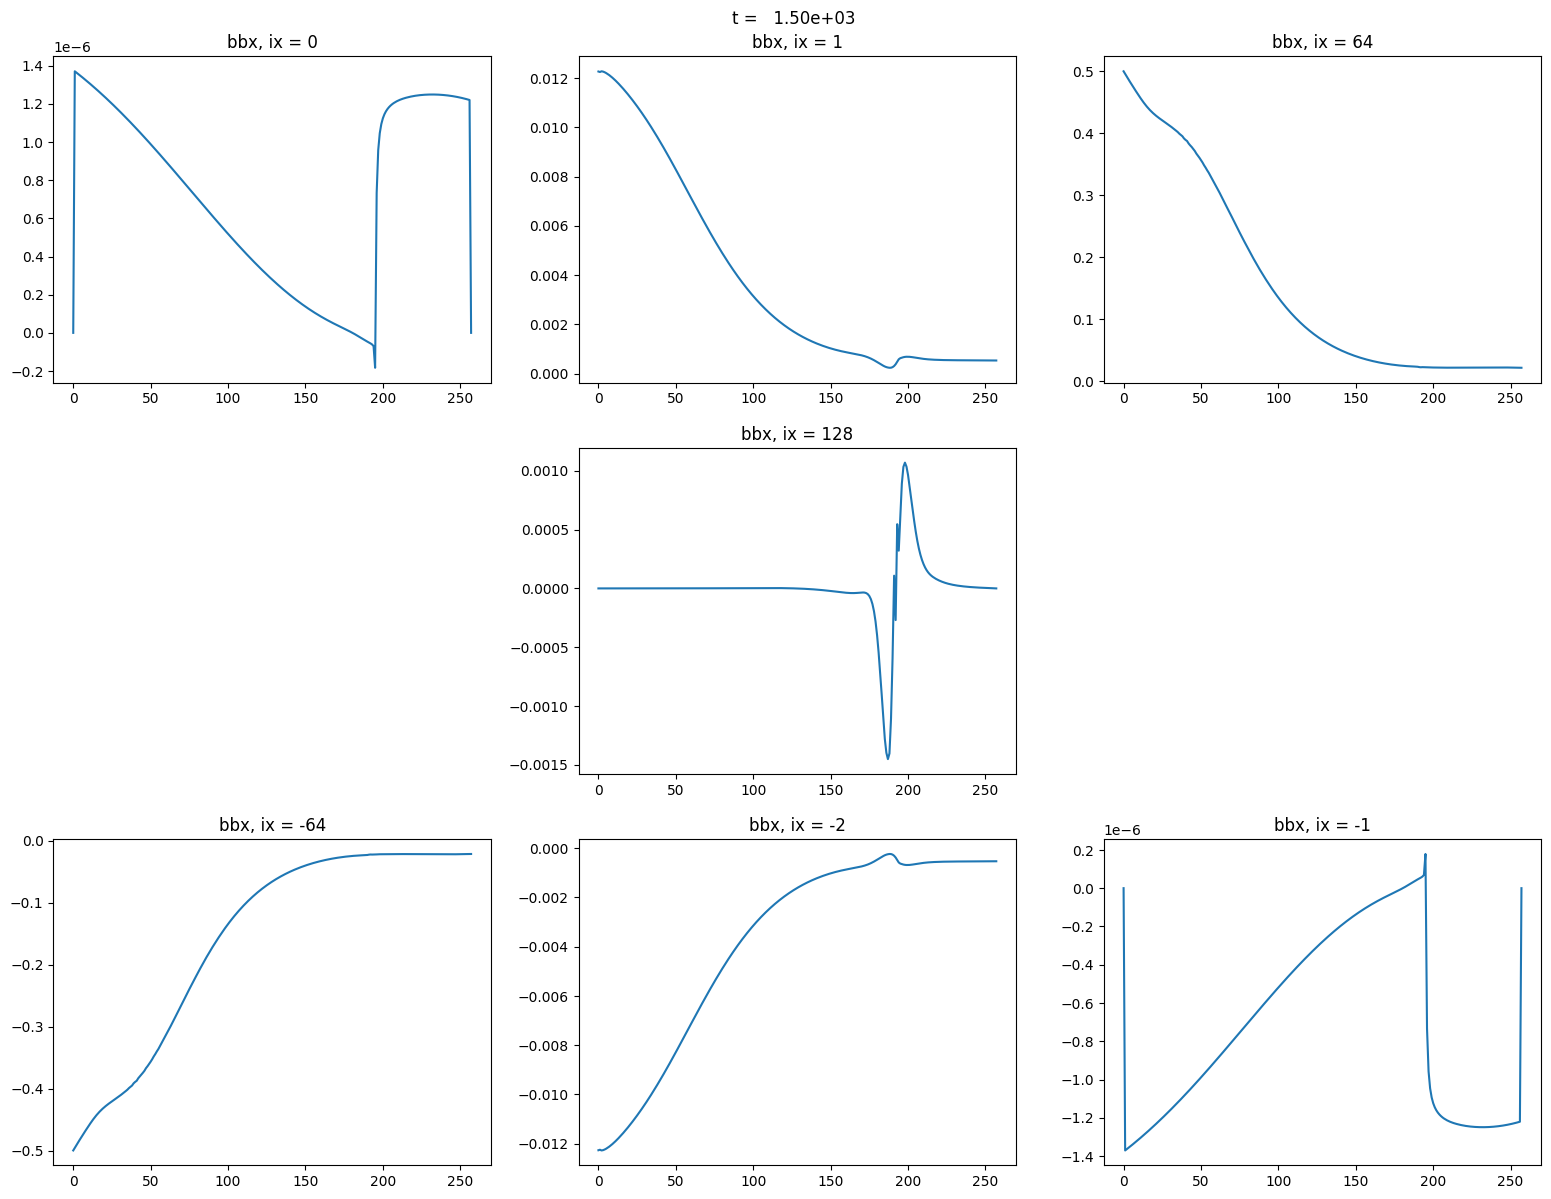 t =   1.50e+03
bbx, ix = 0
bbx, ix = 1
bbx, ix = 64
1e−6
1.4
1.2
1.0
0.8
0.6
0.4
0.2
0.0
−0.2
0 50 100 150 200 250
0.012
0.010
0.008
0.006
0.004
0.002
0.000
0 50 100 150 200 250
0.5
0.4
0.3
0.2
0.1
0.0
0 50 100 150 200 250
bbx, ix = 128
0.0010
0.0005
0.0000
−0.0005
−0.0010
−0.0015
0 50 100 150 200 250
bbx, ix = -64
0.0
−0.1
−0.2
−0.3
−0.4
−0.5
0 50 100 150 200 250
bbx, ix = -2
0.000
−0.002
−0.004
−0.006
−0.008
−0.010
−0.012
0 50 100 150 200 250
bbx, ix = -1
1e−6
0.2
0.0
−0.2
−0.4
−0.6
−0.8
−1.0
−1.2
−1.4
0 50 100 150 200 250